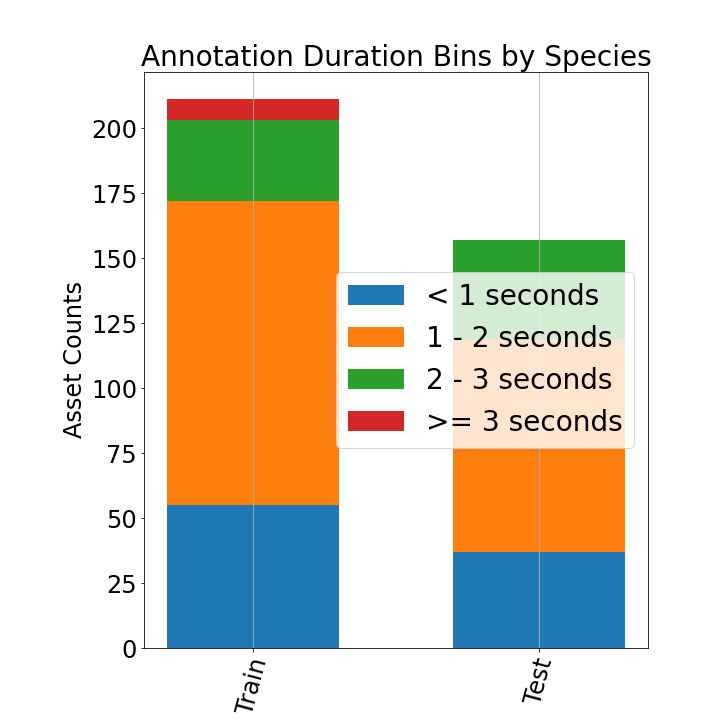 Annotation Duration Bins by Species
Asset Counts
200
175
150
125
100
75
50
25
0
< 1 seconds
1 - 2 seconds
2 - 3 seconds
>= 3 seconds
Train
Test